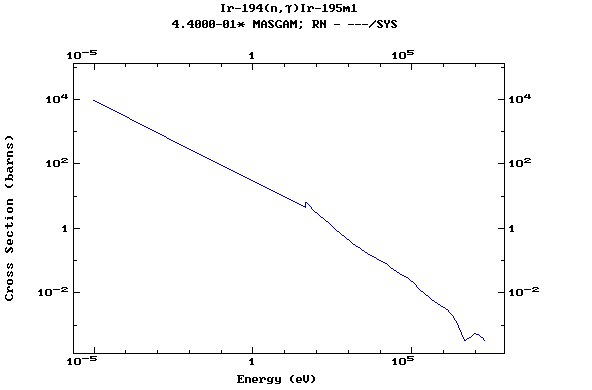 Ir-194(n,γ)Ir-195m1
4.4000-01* MASGAM; RN - ---/SYS
10⁻⁵ 10⁵
10⁴ 10⁴
10² 10²
1 1
10⁻² 10⁻²
10⁻⁵ 1 10⁵
Cross Section (barns)
Energy (eV)